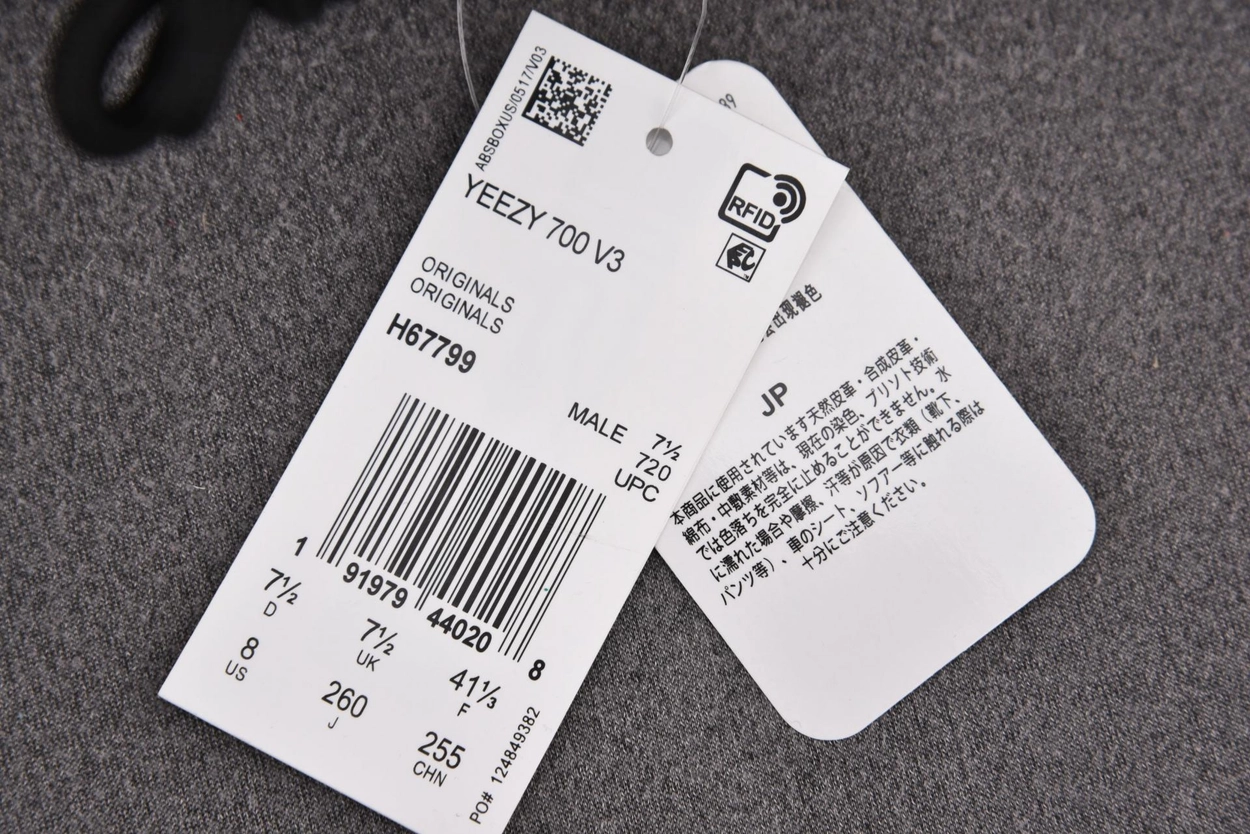 ABSBOXUS/0517/V03
RFID
YEEZY 700 V3
ORIGINALS
ORIGINALS
H67799
MALE 7½
720
UPC
1 91979 44020 8
7½ D
7½ UK
41⅓ F
8 US
260 J
255 CHN
PO# 124849382
99
出現褪色
JP
本商品に使用されています天然皮革・合成皮革・
綿布・中敷素材等は、現在の染色、プリント技術
では色落ちを完全に止めることができません。水
に濡れた場合や摩擦、汗等が原因で衣類（靴下、
パンツ等）、車のシート、ソファー等に触れる際は
十分にご注意ください。